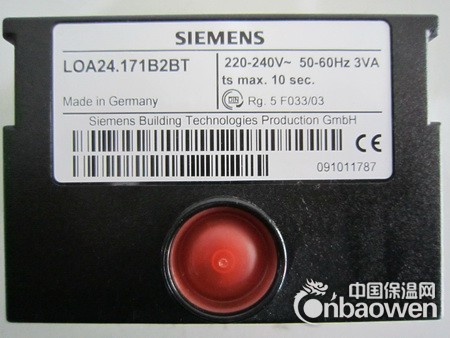 SIEMENS
LOA24.171B2BT
220-240V~ 50-60Hz 3VA
ts max. 10 sec.
Made in Germany
Rg. 5 F033/03
Siemens Building Technologies Production GmbH
CE
091011787
中国保温网
Cnbaowen